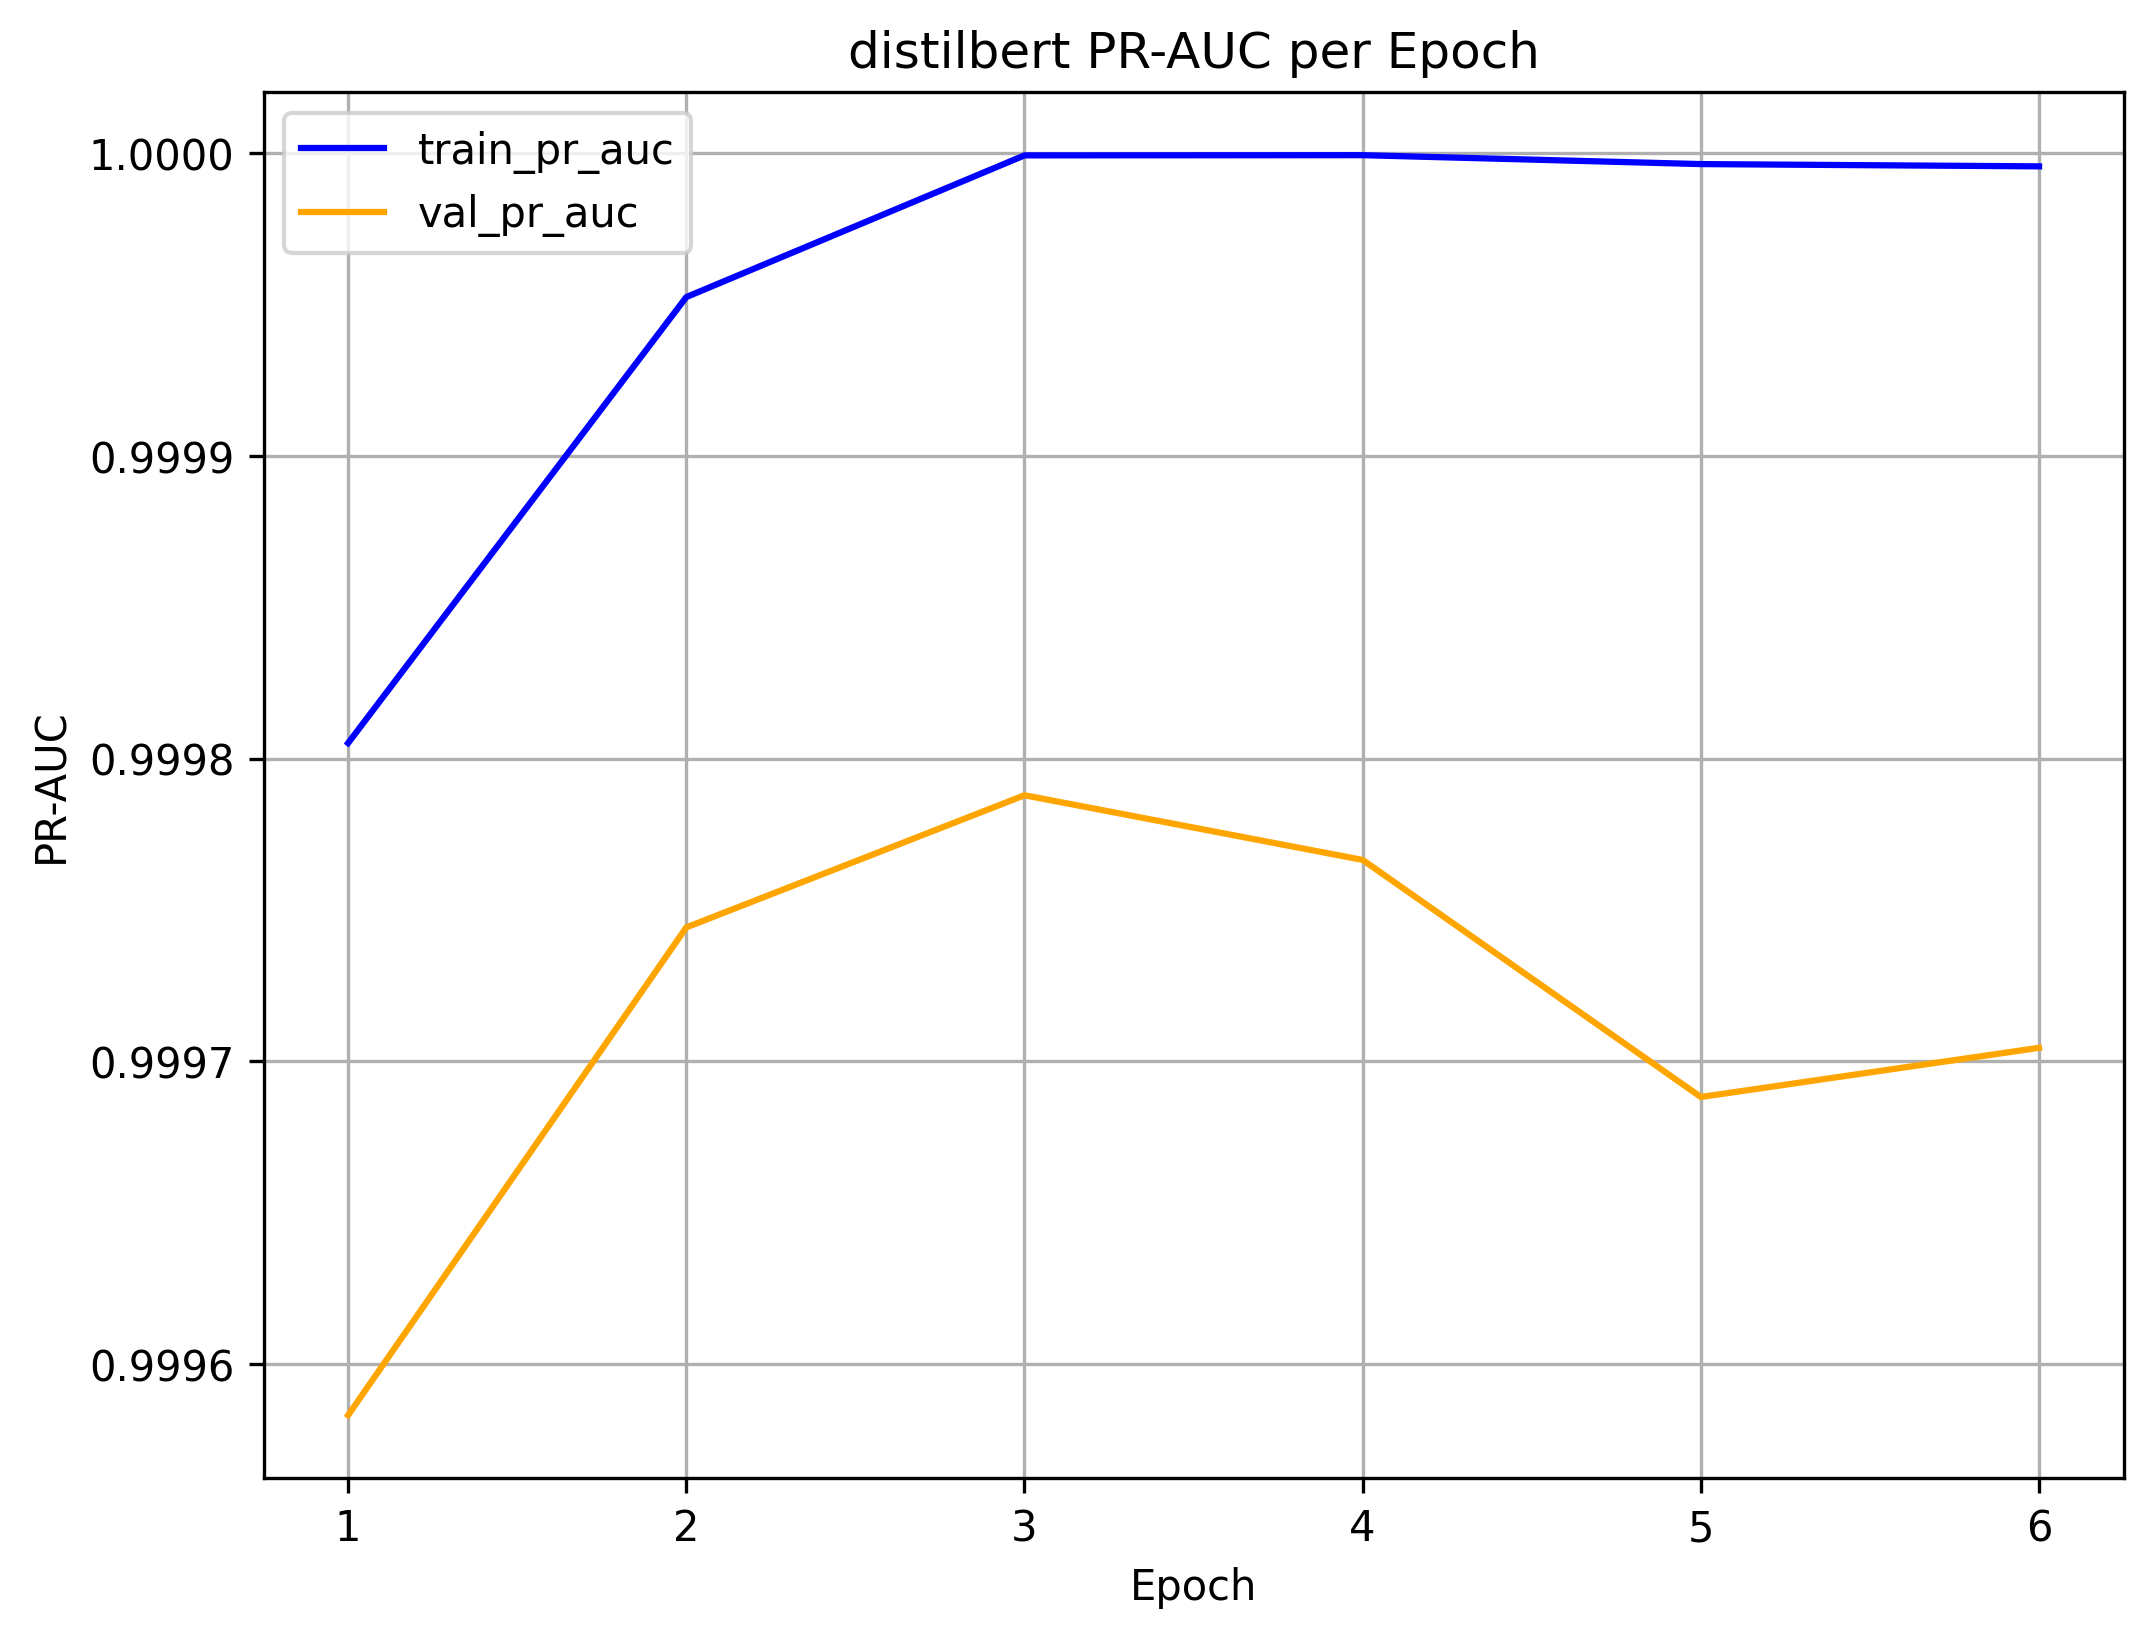 distilbert PR-AUC per Epoch
train_pr_auc
val_pr_auc
1.0000
0.9999
0.9998
0.9997
0.9996
PR-AUC
1 2 3 4 5 6
Epoch